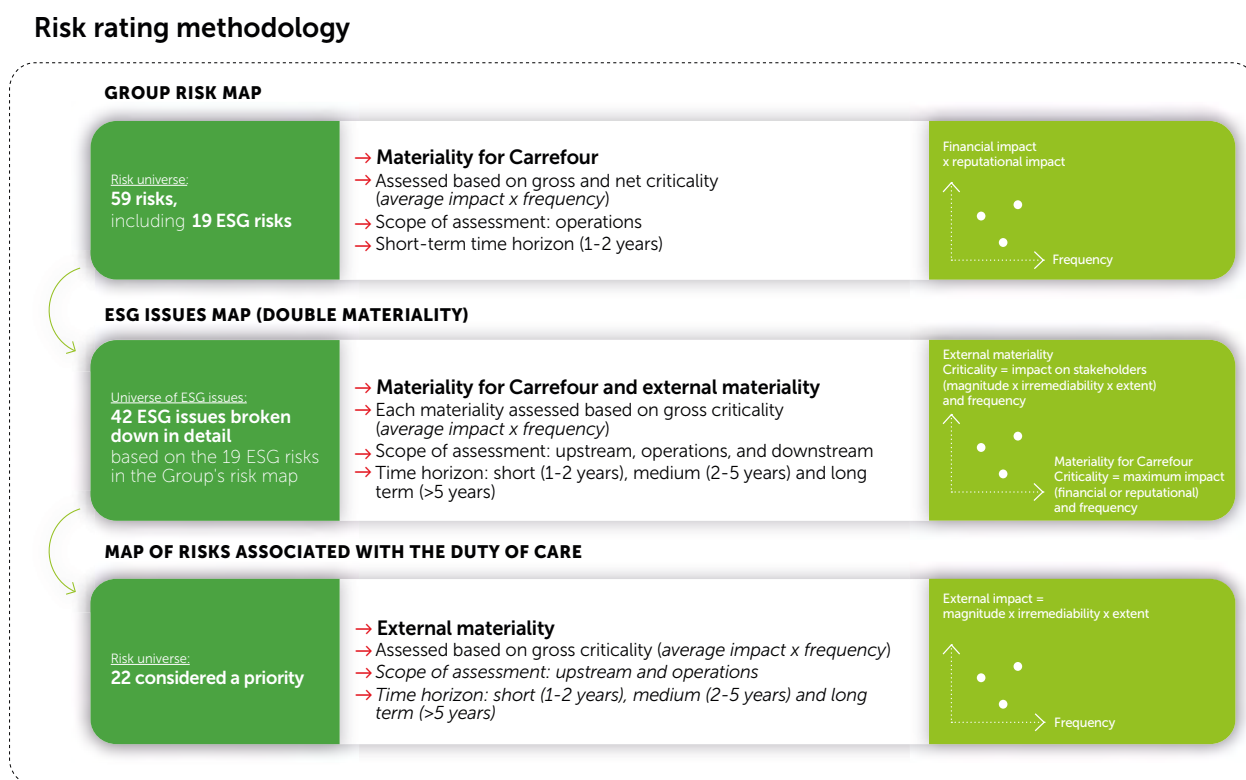 Risk rating methodology
GROUP RISK MAP
Risk universe:
59 risks,
including 19 ESG risks
→ Materiality for Carrefour
→ Assessed based on gross and net criticality
(average impact x frequency)
→ Scope of assessment: operations
→ Short-term time horizon (1-2 years)
Financial impact
x reputational impact
Frequency
ESG ISSUES MAP (DOUBLE MATERIALITY)
Universe of ESG issues:
42 ESG issues broken
down in detail
based on the 19 ESG risks
in the Group's risk map
→ Materiality for Carrefour and external materiality
→ Each materiality assessed based on gross criticality
(average impact x frequency)
→ Scope of assessment: upstream, operations, and downstream
→ Time horizon: short (1-2 years), medium (2-5 years) and long
term (>5 years)
External materiality
Criticality = impact on stakeholders
(magnitude x irremediability x extent)
and frequency
Materiality for Carrefour
Criticality = maximum impact
(financial or reputational)
and frequency
MAP OF RISKS ASSOCIATED WITH THE DUTY OF CARE
Risk universe:
22 considered a priority
→ External materiality
→ Assessed based on gross criticality (average impact x frequency)
→ Scope of assessment: upstream and operations
→ Time horizon: short (1-2 years), medium (2-5 years) and long
term (>5 years)
External impact =
magnitude x irremediability x extent
Frequency